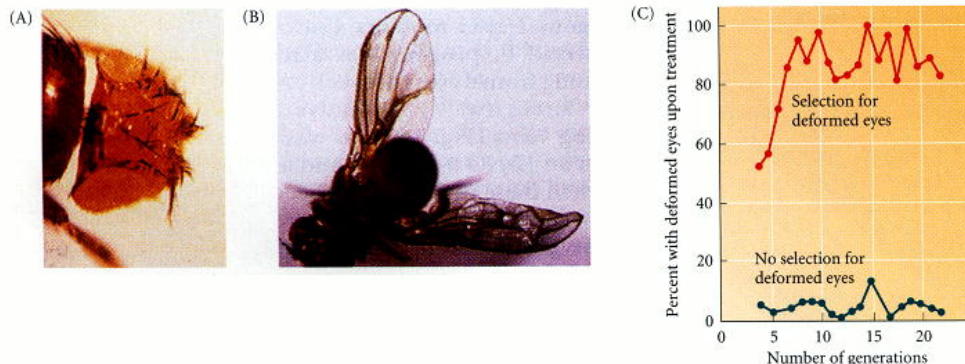 (A)
(B)
(C)
Percent with deformed eyes upon treatment
100
80
60
40
20
0
Selection for
deformed eyes
No selection for
deformed eyes
0
5
10
15
20
Number of generations